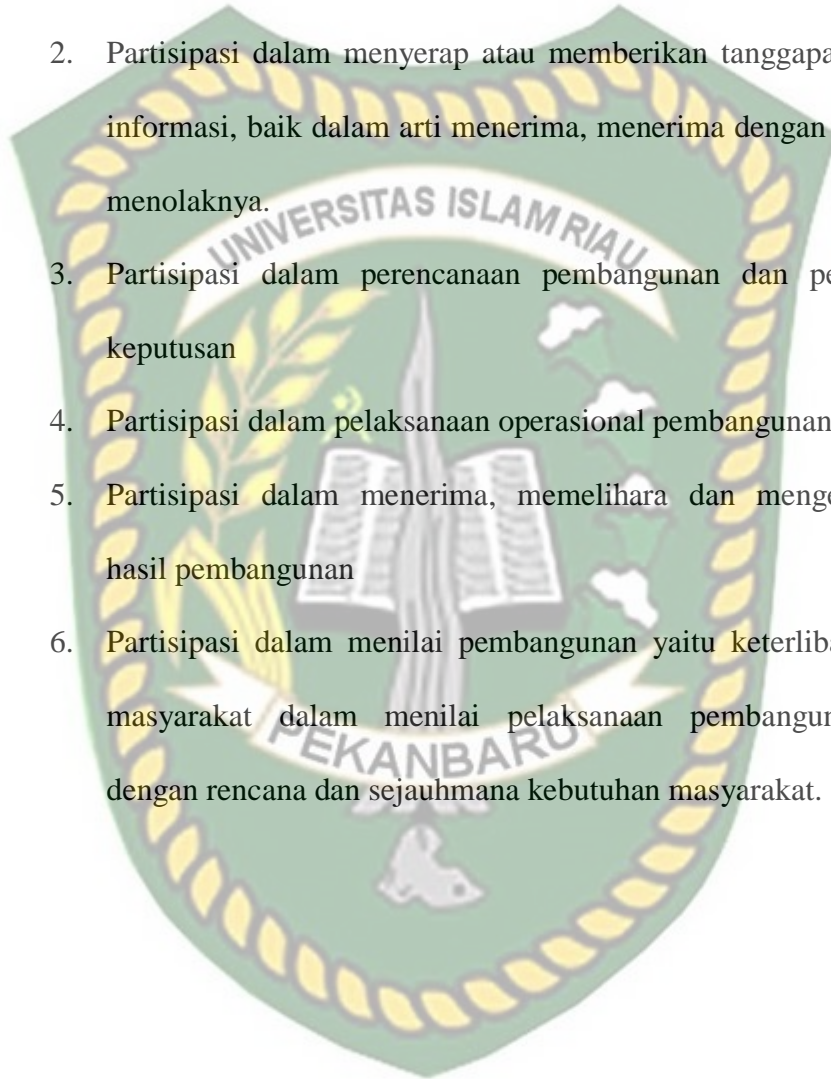 2. Partisipasi dalam menyerap atau memberikan tanggapa
informasi, baik dalam arti menerima, menerima dengan
menolaknya.
UNIVERSITAS ISLAM RIAU
3. Partisipasi dalam perencanaan pembangunan dan pe
keputusan
4. Partisipasi dalam pelaksanaan operasional pembangunan
5. Partisipasi dalam menerima, memelihara dan menge
hasil pembangunan
6. Partisipasi dalam menilai pembangunan yaitu keterliba
masyarakat dalam menilai pelaksanaan pembangun
PEKANBARU
dengan rencana dan sejauhmana kebutuhan masyarakat.